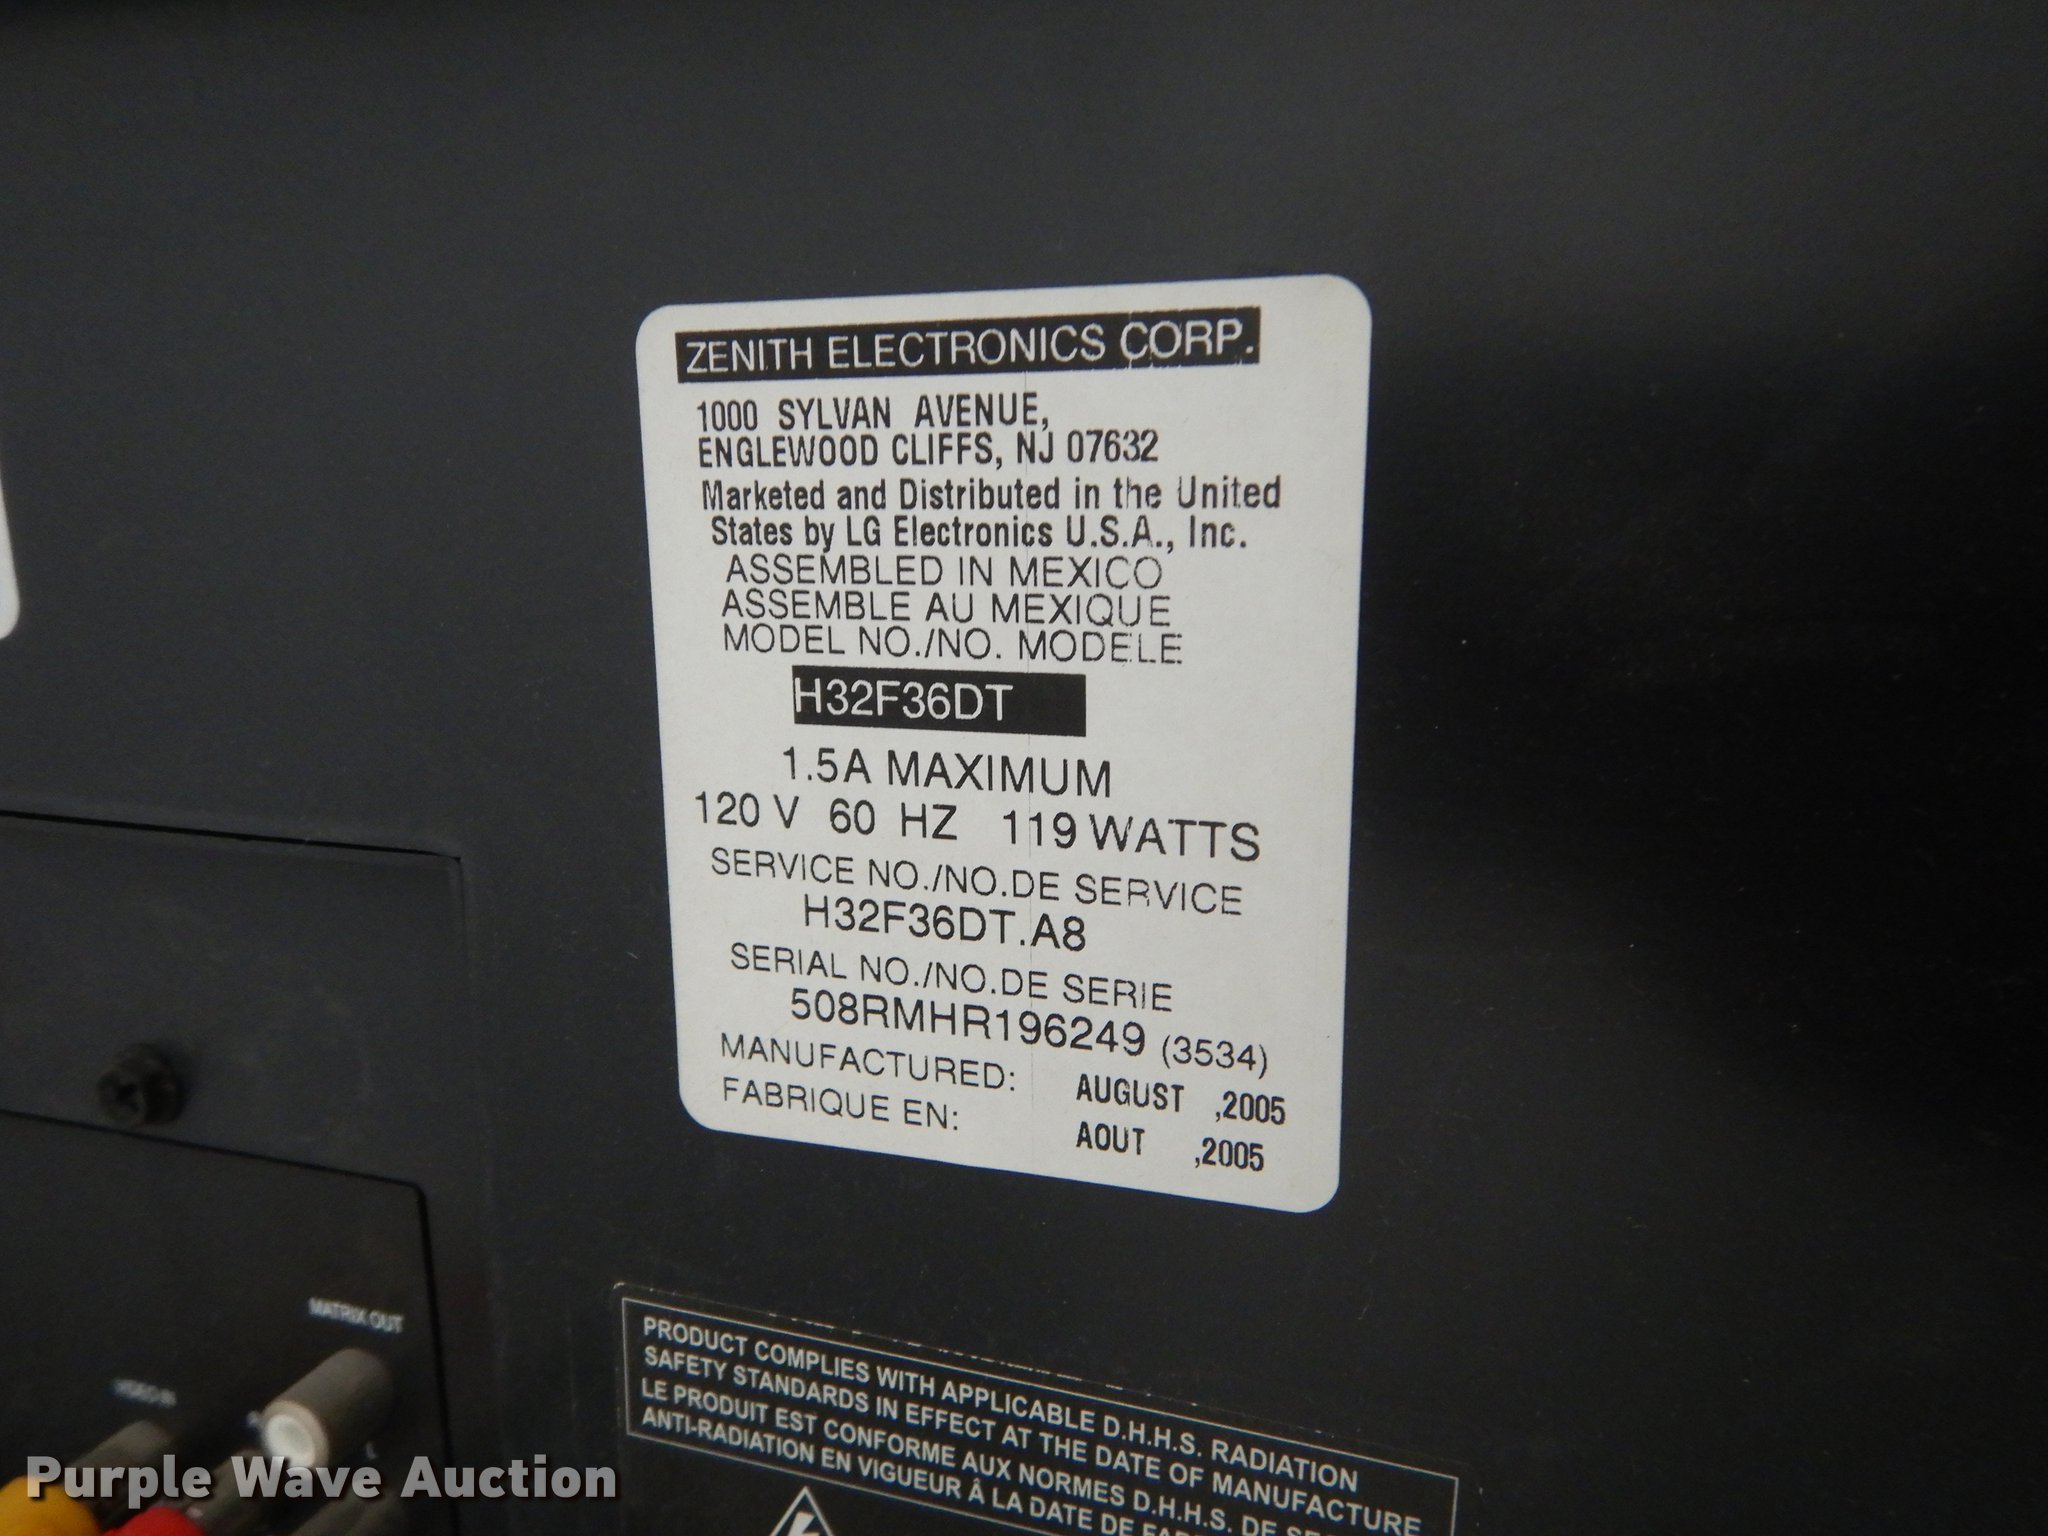 ZENITH ELECTRONICS CORP.
1000 SYLVAN AVENUE,
ENGLEWOOD CLIFFS, NJ 07632
Marketed and Distributed in the United
States by LG Electronics U.S.A., Inc.
ASSEMBLED IN MEXICO
ASSEMBLE AU MEXIQUE
MODEL NO./NO. MODELE
H32F36DT
1.5A MAXIMUM
120 V 60 HZ 119 WATTS
SERVICE NO./NO.DE SERVICE
H32F36DT.A8
SERIAL NO./NO.DE SERIE
508RMHR196249 (3534)
MANUFACTURED: AUGUST ,2005
FABRIQUE EN: AOUT ,2005
MATRIX OUT
VIDEO IN
L
PRODUCT COMPLIES WITH APPLICABLE D.H.H.S. RADIATION
SAFETY STANDARDS IN EFFECT AT THE DATE OF MANUFACTURE
LE PRODUIT EST CONFORME AUX NORMES D.H.H.S. DE
ANTI-RADIATION EN VIGUEUR À LA DATE DE
Purple Wave Auction